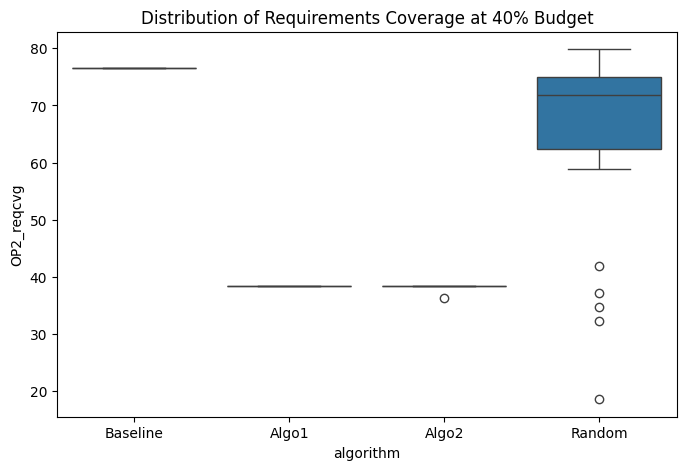 Distribution of Requirements Coverage at 40% Budget
OP2_reqcvg
80
70
60
50
40
30
20
Baseline
Algo1
Algo2
Random
algorithm